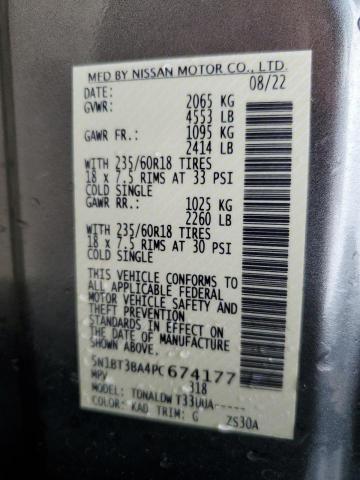 MFD BY NISSAN MOTOR CO., LTD.
DATE: 08/22
GVWR: 2065 KG
4553 LB
GAWR FR: 1095 KG
2414 LB
WITH 235/60R18 TIRES
18 x 7.5 RIMS AT 33 PSI
COLD SINGLE
GAWR RR: 1025 KG
2260 LB
WITH 235/60R18 TIRES
18 x 7.5 RIMS AT 30 PSI
COLD SINGLE
THIS VEHICLE CONFORMS TO
ALL APPLICABLE FEDERAL
MOTOR VEHICLE SAFETY AND
THEFT PREVENTION
STANDARDS IN EFFECT ON
THE DATE OF MANUFACTURE
SHOWN ABOVE.
5N1BT3BA4PC674177
MPV 318
MODEL: TDNALDWT33UUA-----
COLOR: KAD TRIM: G ZS30A